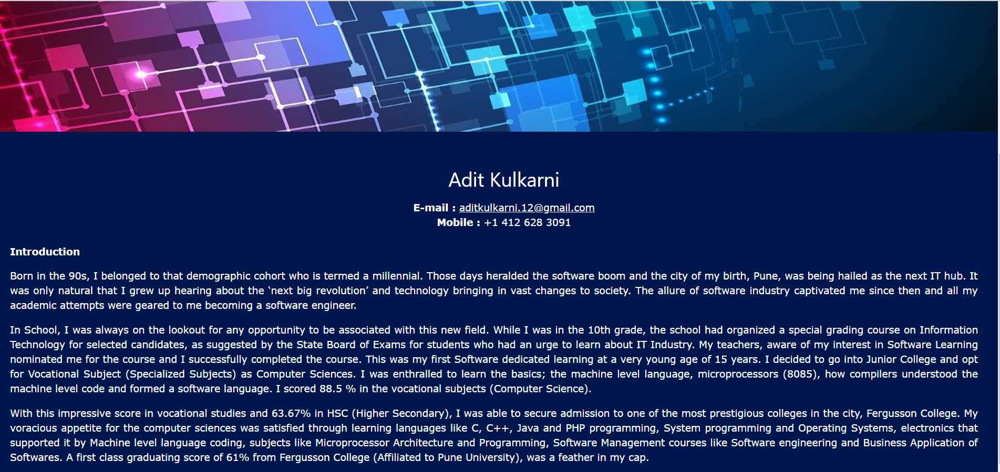 Adit Kulkarni
E-mail : aditkulkarni.12@gmail.com
Mobile : +1 412 628 3091
Introduction
Born in the 90s, I belonged to that demographic cohort who is termed a millennial. Those days heralded the software boom and the city of my birth, Pune, was being hailed as the next IT hub. It
was only natural that I grew up hearing about the ‘next big revolution’ and technology bringing in vast changes to society. The allure of software industry captivated me since then and all my
academic attempts were geared to me becoming a software engineer.
In School, I was always on the lookout for any opportunity to be associated with this new field. While I was in the 10th grade, the school had organized a special grading course on Information
Technology for selected candidates, as suggested by the State Board of Exams for students who had an urge to learn about IT Industry. My teachers, aware of my interest in Software Learning
nominated me for the course and I successfully completed the course. This was my first Software dedicated learning at a very young age of 15 years. I decided to go into Junior College and opt
for Vocational Subject (Specialized Subjects) as Computer Sciences. I was enthralled to learn the basics; the machine level language, microprocessors (8085), how compilers understood the
machine level code and formed a software language. I scored 88.5 % in the vocational subjects (Computer Science).
With this impressive score in vocational studies and 63.67% in HSC (Higher Secondary), I was able to secure admission to one of the most prestigious colleges in the city, Fergusson College. My
voracious appetite for the computer sciences was satisfied through learning languages like C, C++, Java and PHP programming, System programming and Operating Systems, electronics that
supported it by Machine level language coding, subjects like Microprocessor Architecture and Programming, Software Management courses like Software engineering and Business Application of
Softwares. A first class graduating score of 61% from Fergusson College (Affiliated to Pune University), was a feather in my cap.